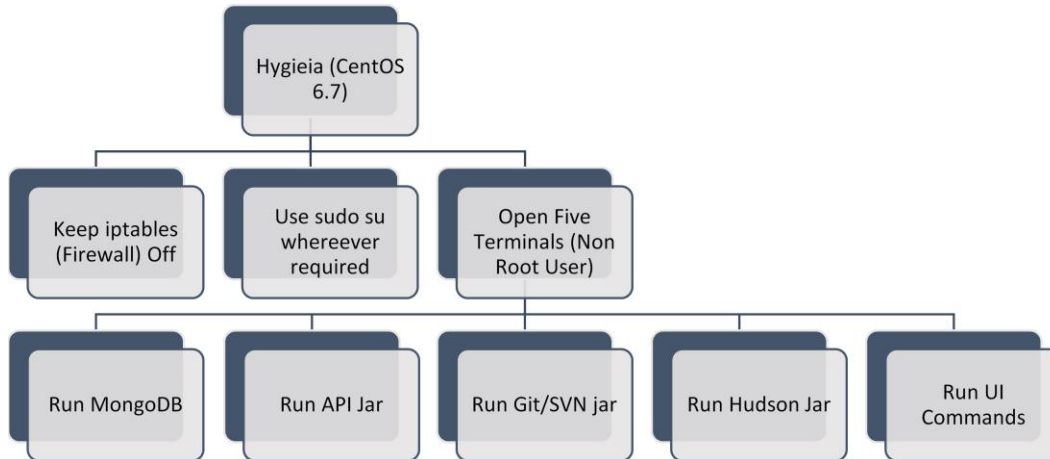 Hygieia (CentOS
6.7)
Keep iptables
(Firewall) Off
Use sudo su
whereever
required
Open Five
Terminals (Non
Root User)
Run MongoDB
Run API Jar
Run Git/SVN jar
Run Hudson Jar
Run UI
Commands